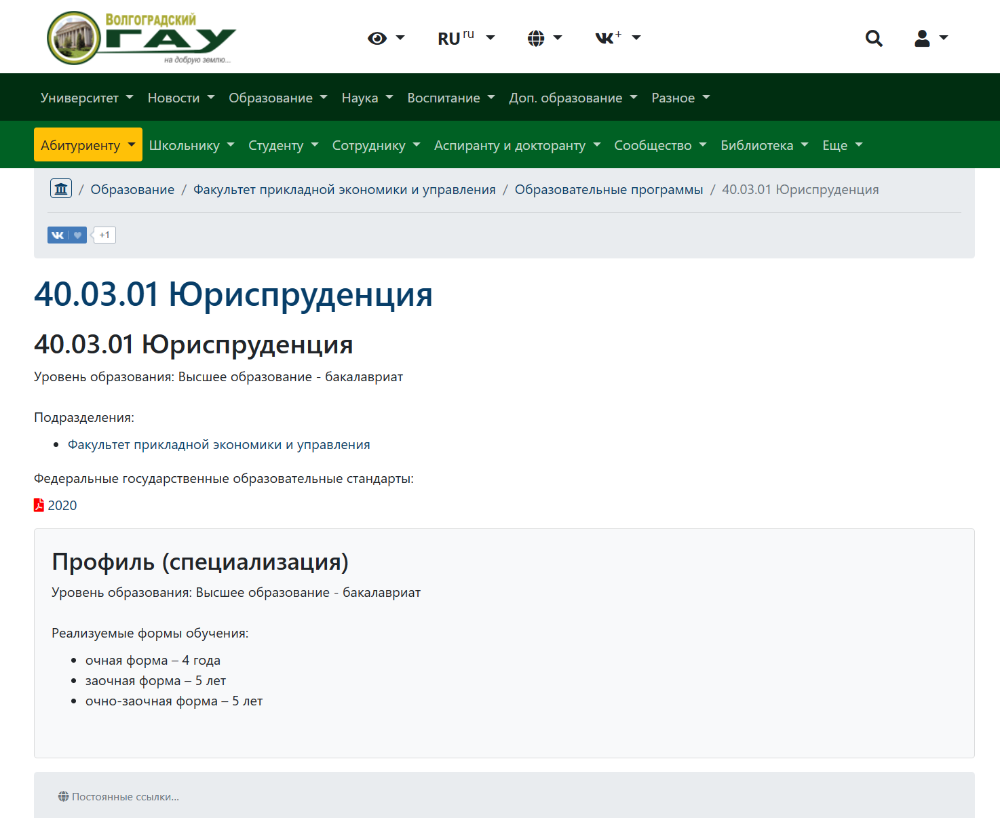 Волгоградский
ГАУ
на добрую землю...
RU ru
+
Университет Новости Образование Наука Воспитание Доп. образование Разное
Абитуриенту Школьнику Студенту Сотруднику Аспиранту и докторанту Сообщество Библиотека Еще
/ Образование / Факультет прикладной экономики и управления / Образовательные программы / 40.03.01 Юриспруденция
+1
40.03.01 Юриспруденция
40.03.01 Юриспруденция
Уровень образования: Высшее образование - бакалавриат
Подразделения:
• Факультет прикладной экономики и управления
Федеральные государственные образовательные стандарты:
2020
Профиль (специализация)
Уровень образования: Высшее образование - бакалавриат
Реализуемые формы обучения:
• очная форма – 4 года
• заочная форма – 5 лет
• очно-заочная форма – 5 лет
Постоянные ссылки...